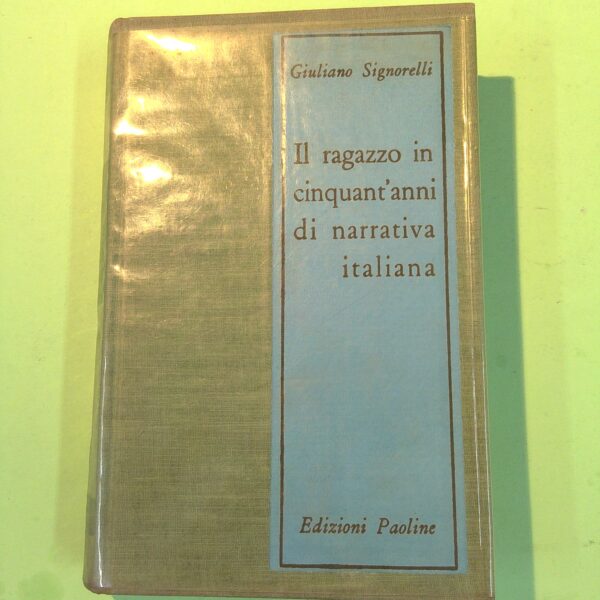 Giuliano Signorelli
Il ragazzo in
cinquant'anni
di narrativa
italiana
Edizioni Paoline